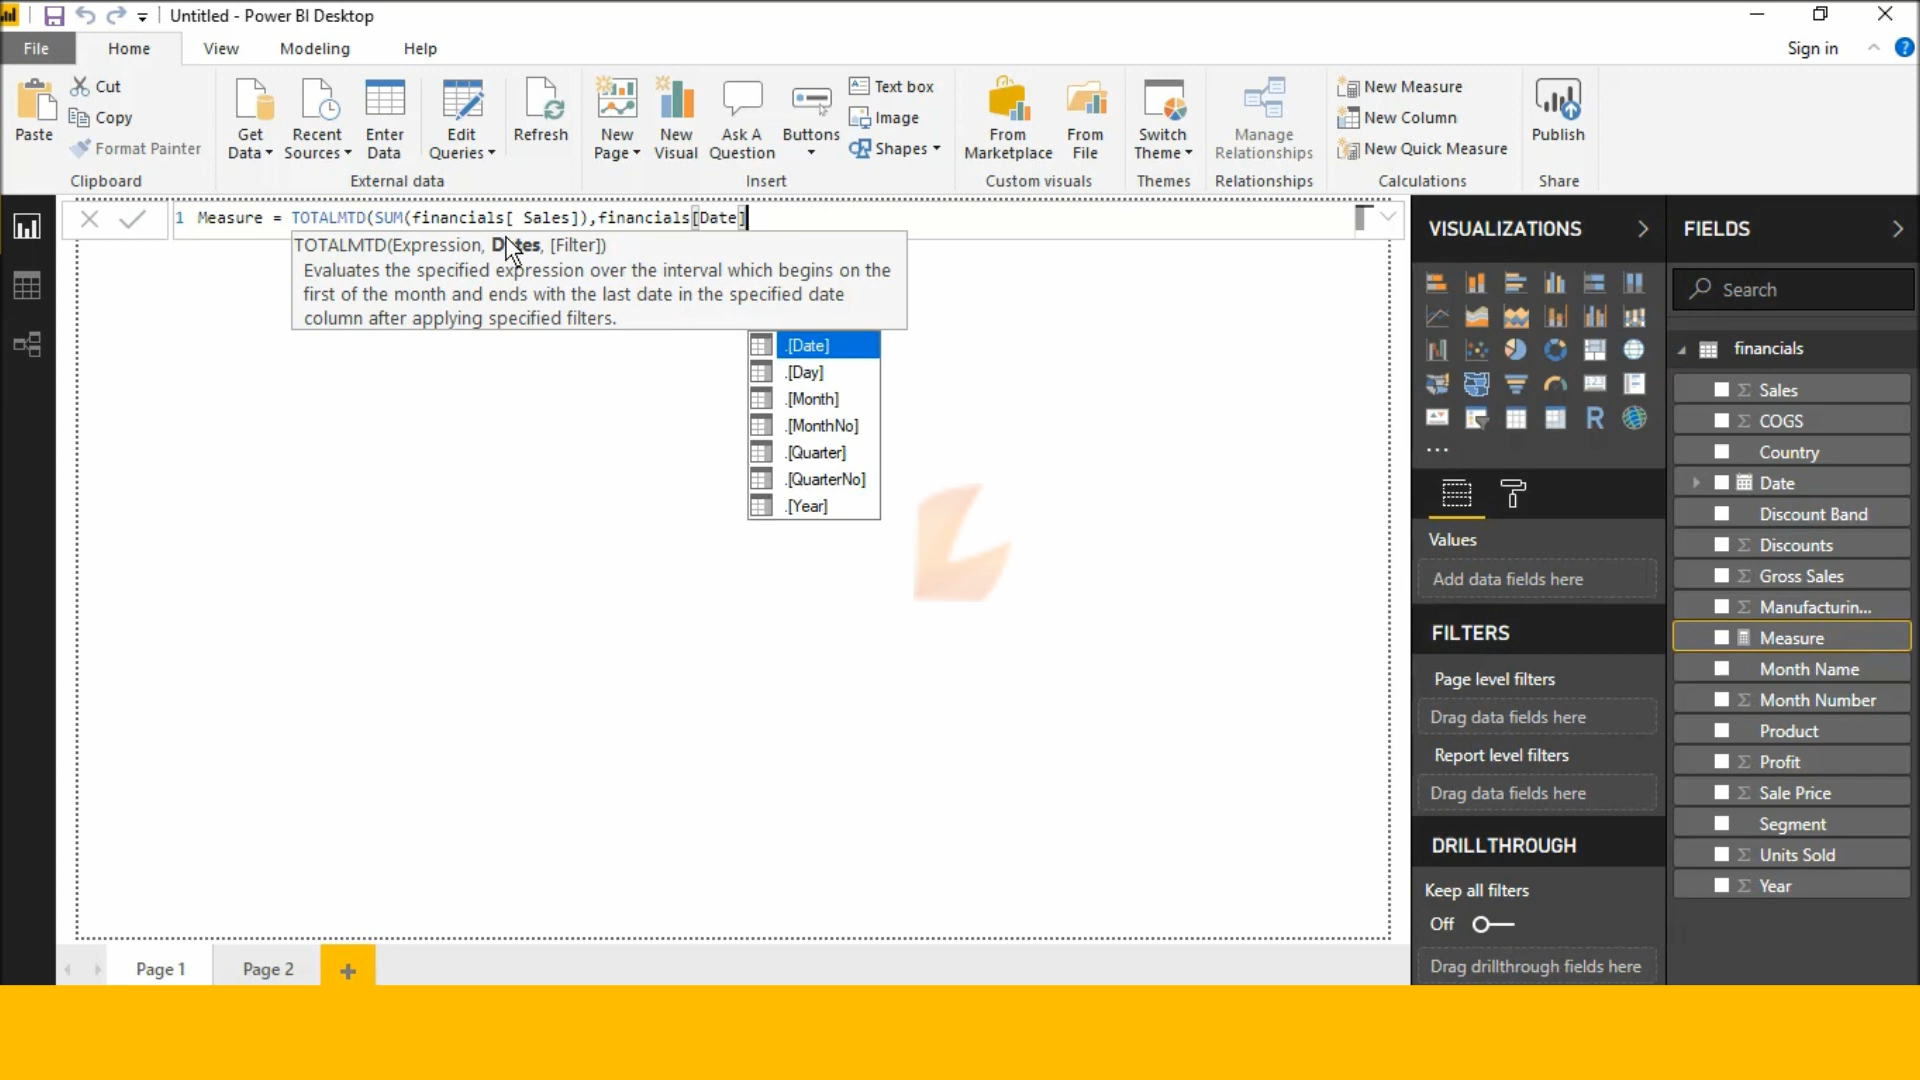 Untitled - Power BI Desktop
File Home View Modeling Help Sign in ?
Paste
Cut
Copy
Format Painter
Clipboard
Get Data
Recent Sources
Enter Data
Edit Queries
Refresh
External data
New Page
New Visual
Ask A Question
Buttons
Text box
Image
Shapes
Insert
From Marketplace
From File
Custom visuals
Switch Theme
Themes
Manage Relationships
Relationships
New Measure
New Column
New Quick Measure
Calculations
Publish
Share
1 Measure = TOTALMTD(SUM(financials[ Sales]),financials[Date]
TOTALMTD(Expression, Dates, [Filter])
Evaluates the specified expression over the interval which begins on the
first of the month and ends with the last date in the specified date
column after applying specified filters.
.[Date]
.[Day]
.[Month]
.[MonthNo]
.[Quarter]
.[QuarterNo]
.[Year]
Page 1 Page 2
VISUALIZATIONS
R
Values
Add data fields here
FILTERS
Page level filters
Drag data fields here
Report level filters
Drag data fields here
DRILLTHROUGH
Keep all filters
Off
Drag drillthrough fields here
FIELDS
Search
financials
Sales
COGS
Country
Date
Discount Band
Discounts
Gross Sales
Manufacturin...
Measure
Month Name
Month Number
Product
Profit
Sale Price
Segment
Units Sold
Year